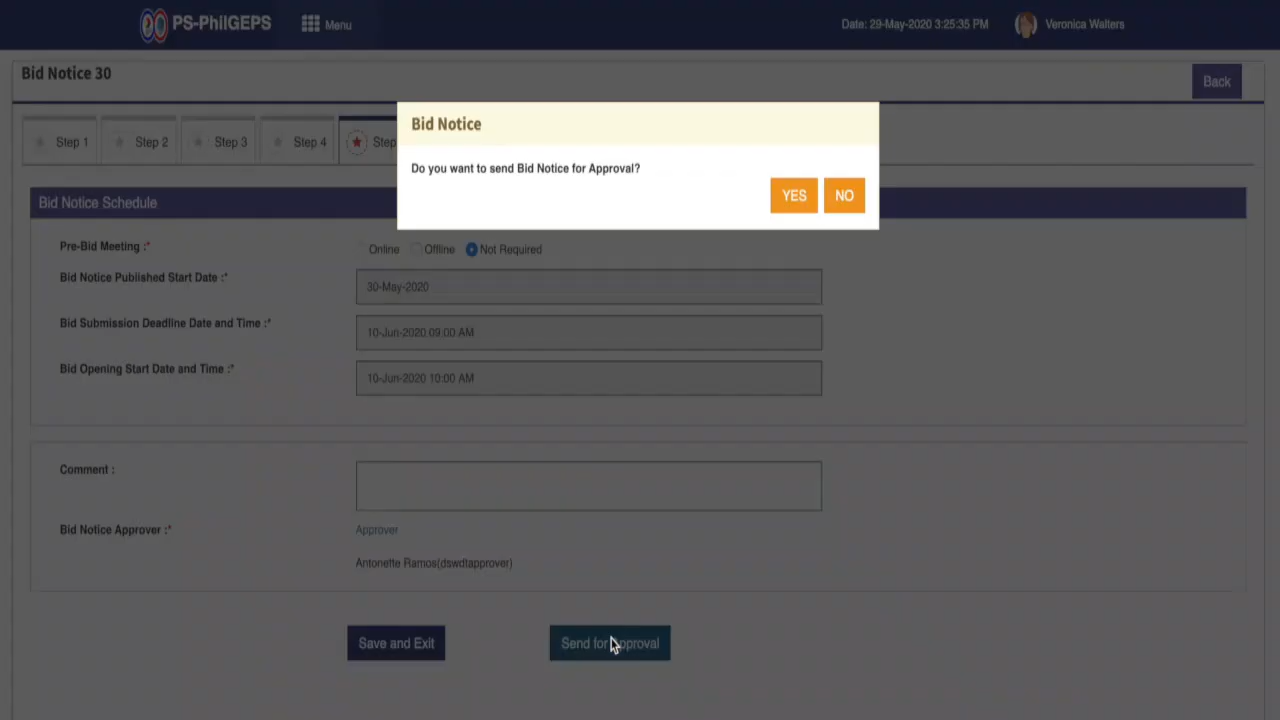 PS-PhilGEPS Menu Date: 29-May-2020 3:25:35 PM Veronica Walters
Bid Notice 30
Back
Step 1 Step 2 Step 3 Step 4 Step
Bid Notice
Do you want to send Bid Notice for Approval?
YES NO
Bid Notice Schedule
Pre-Bid Meeting :* Online Offline Not Required
Bid Notice Published Start Date :* 30-May-2020
Bid Submission Deadline Date and Time :* 10-Jun-2020 09:00 AM
Bid Opening Start Date and Time :* 10-Jun-2020 10:00 AM
Comment :
Bid Notice Approver :* Approver
Antonette Ramos(dswdtapprover)
Save and Exit Send for Approval